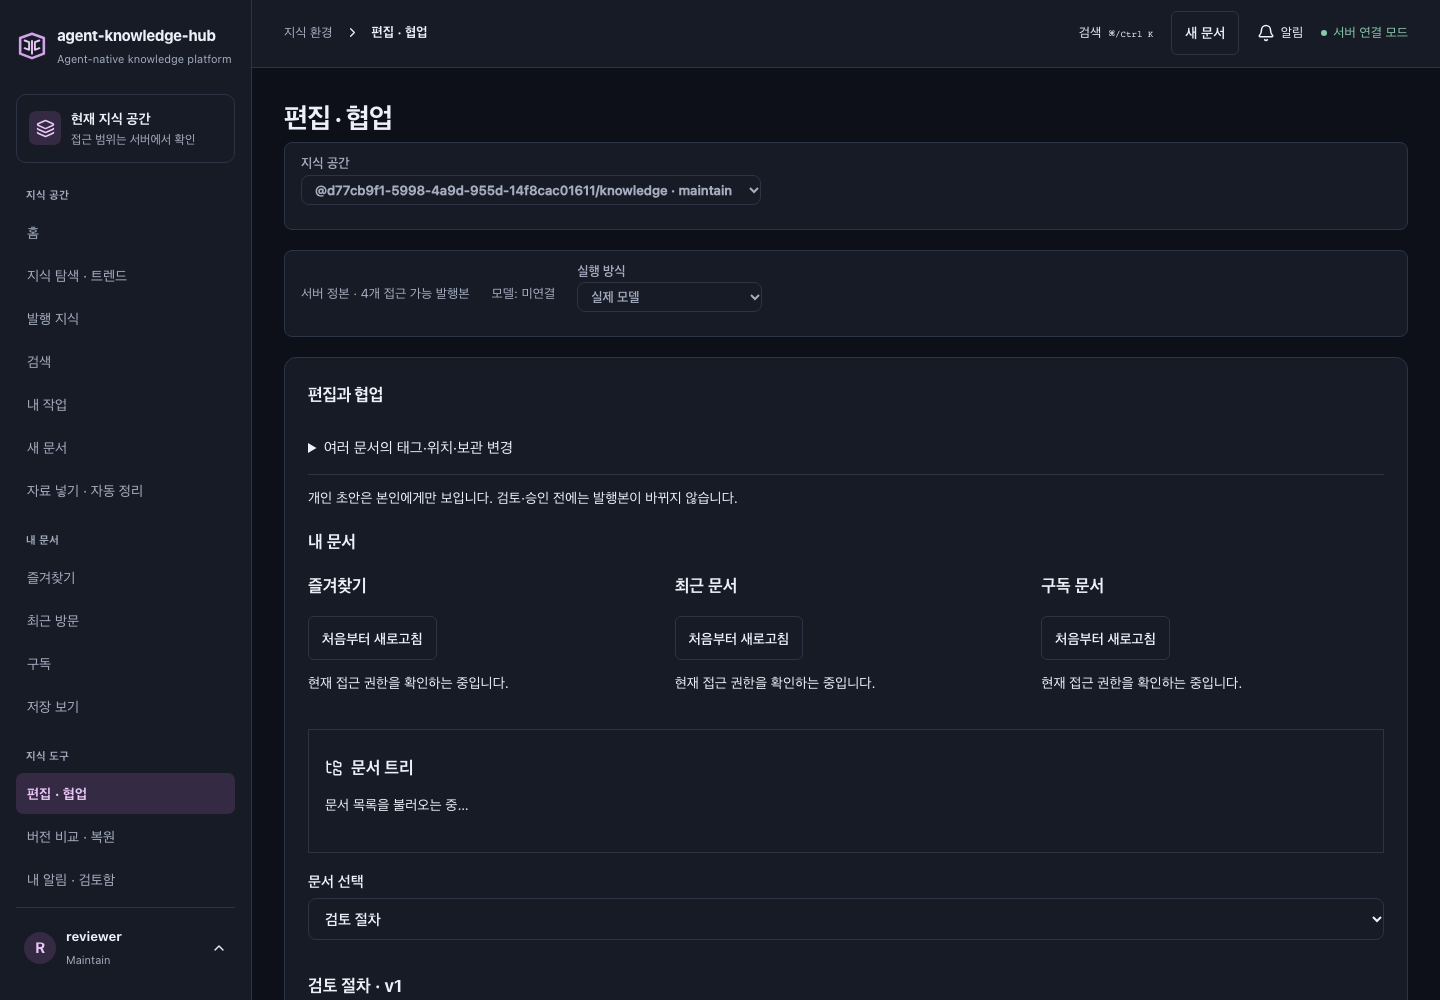 agent-knowledge-hub
Agent-native knowledge platform
현재 지식 공간
접근 범위는 서버에서 확인
지식 공간
홈
지식 탐색 · 트렌드
발행 지식
검색
내 작업
새 문서
자료 넣기 · 자동 정리
내 문서
즐겨찾기
최근 방문
구독
저장 보기
지식 도구
편집 · 협업
버전 비교 · 복원
내 알림 · 검토함
R
reviewer
Maintain
지식 환경 > 편집 · 협업
검색 ⌘/Ctrl K
새 문서
알림
서버 연결 모드
편집 · 협업
지식 공간
@d77cb9f1-5998-4a9d-955d-14f8cac01611/knowledge · maintain
서버 정본 · 4개 접근 가능 발행본
모델: 미연결
실행 방식
실제 모델
편집과 협업
▶ 여러 문서의 태그·위치·보관 변경
개인 초안은 본인에게만 보입니다. 검토·승인 전에는 발행본이 바뀌지 않습니다.
내 문서
즐겨찾기
처음부터 새로고침
현재 접근 권한을 확인하는 중입니다.
최근 문서
처음부터 새로고침
현재 접근 권한을 확인하는 중입니다.
구독 문서
처음부터 새로고침
현재 접근 권한을 확인하는 중입니다.
문서 트리
문서 목록을 불러오는 중…
문서 선택
검토 절차
검토 절차 · v1